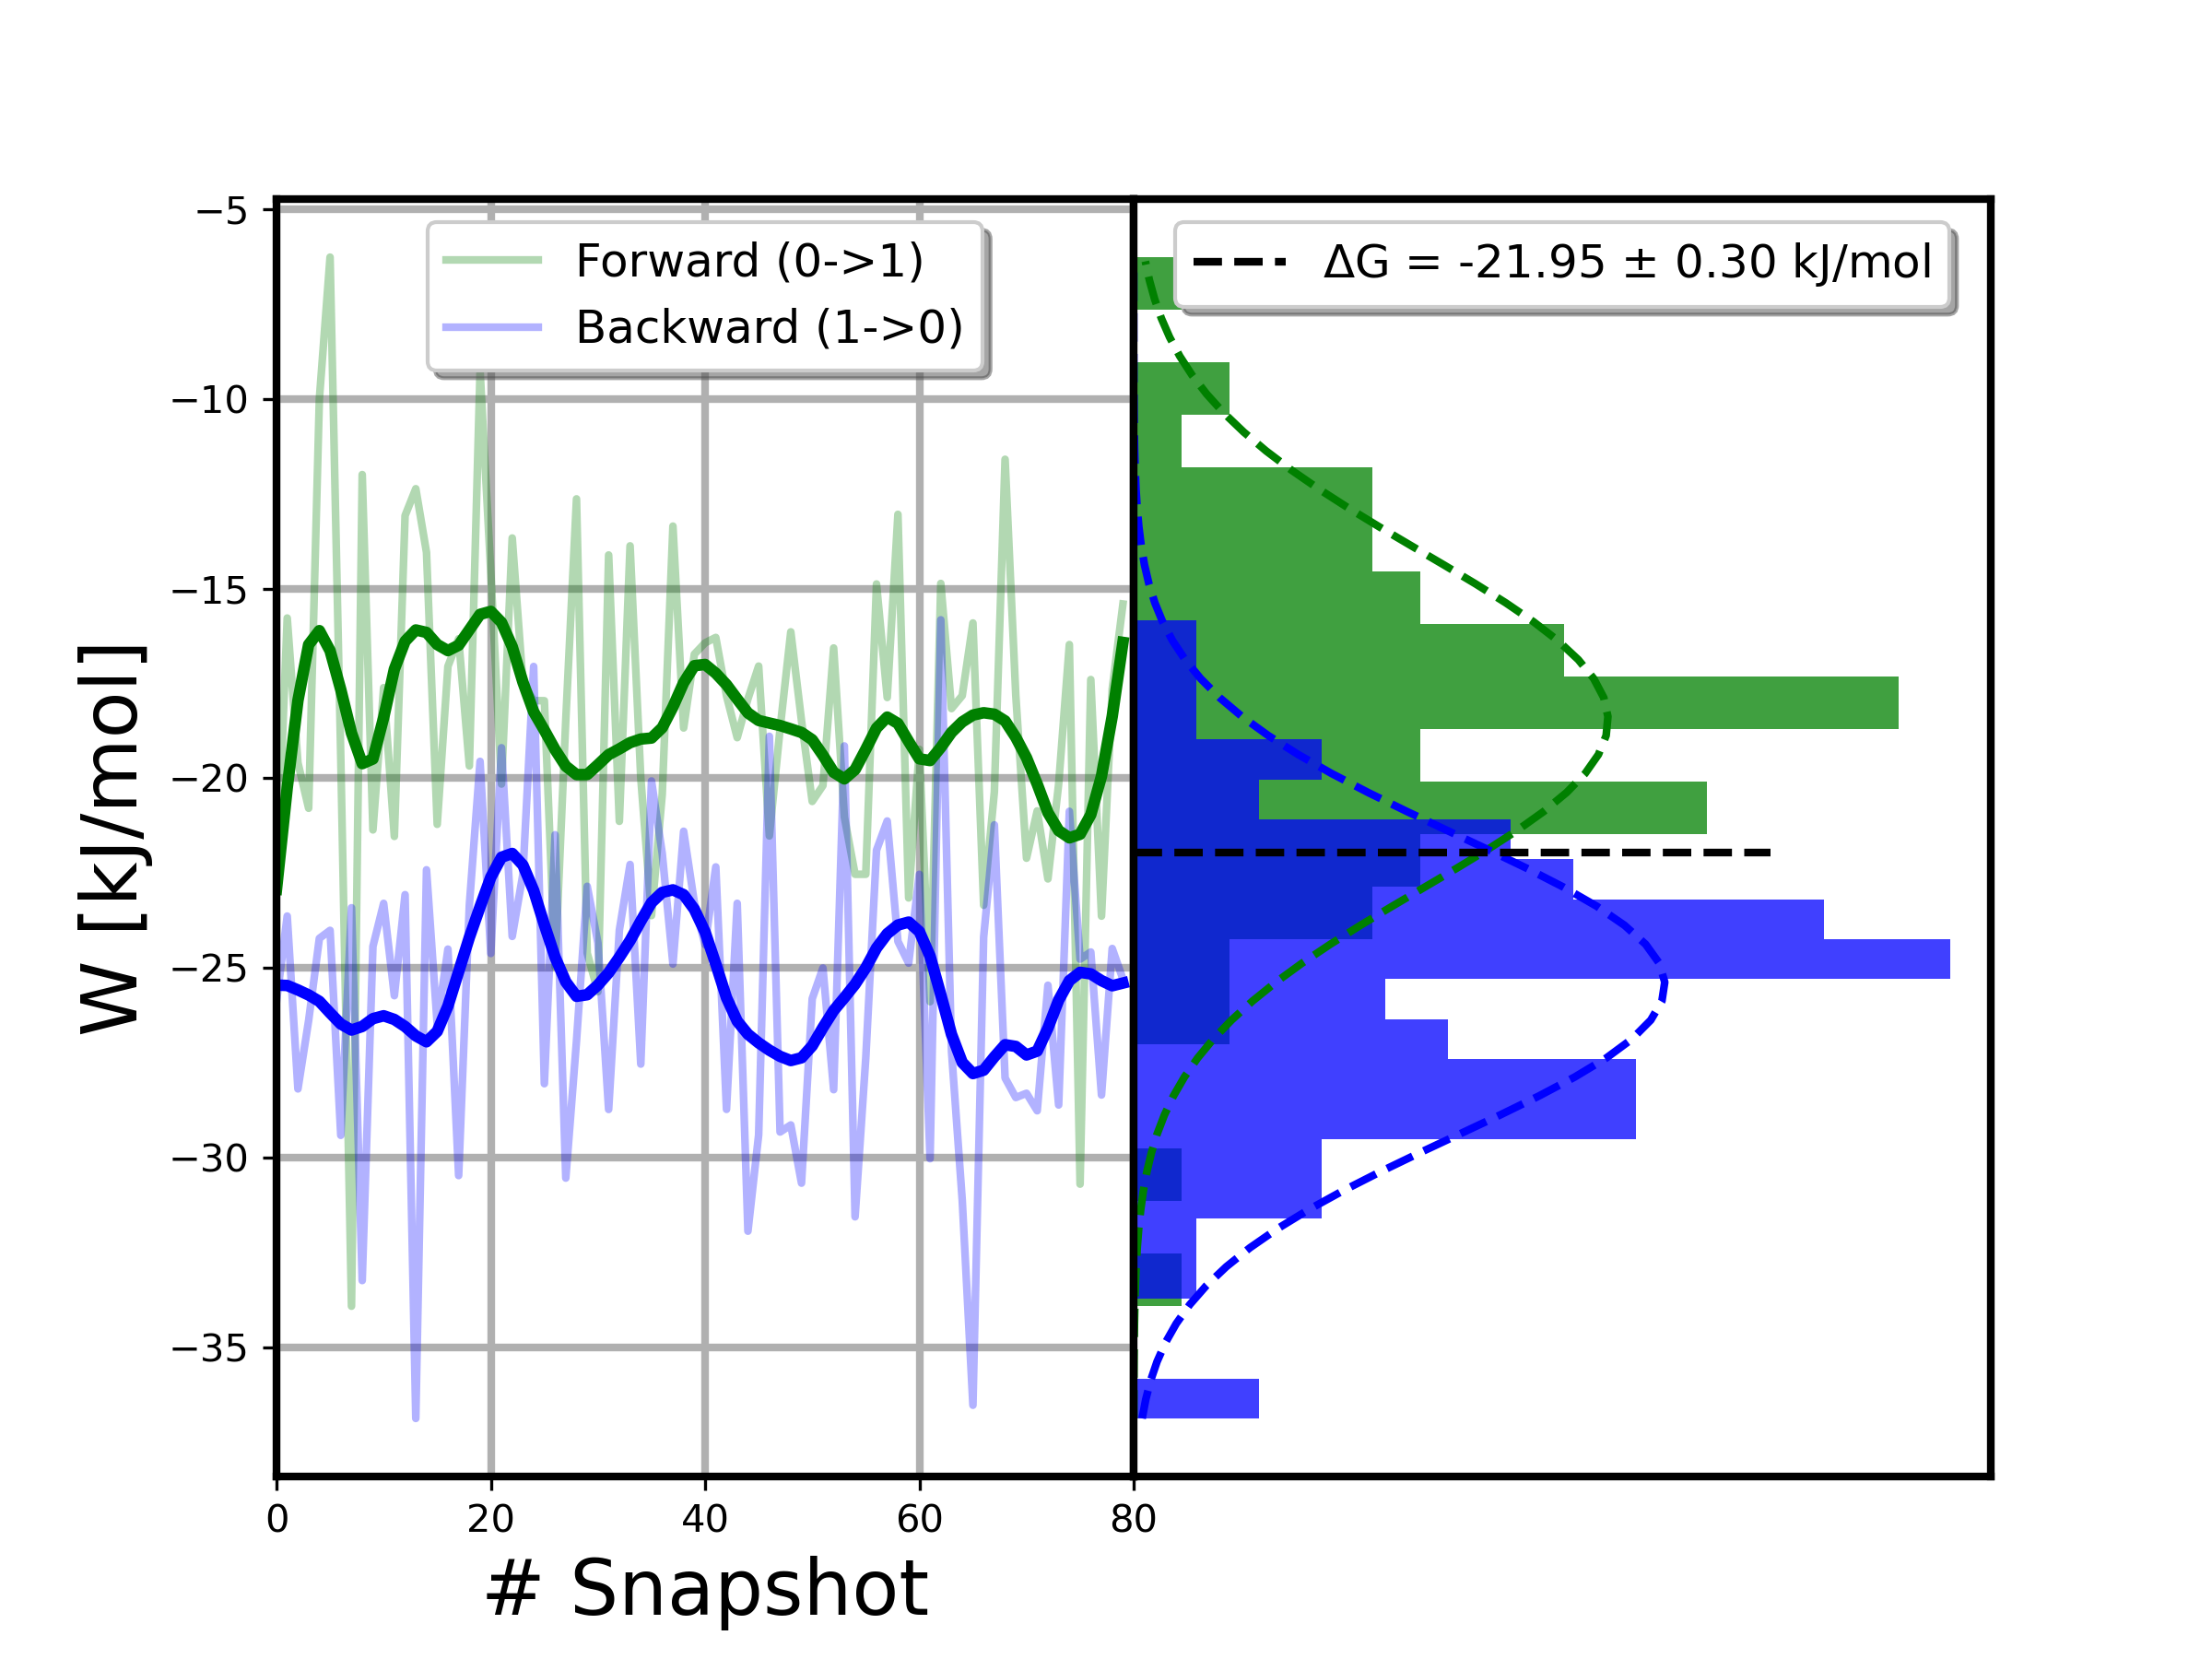 Forward (0->1)
Backward (1->0)
ΔG = -21.95 ± 0.30 kJ/mol
W [kJ/mol]
−5
−10
−15
−20
−25
−30
−35
0 20 40 60 80
# Snapshot